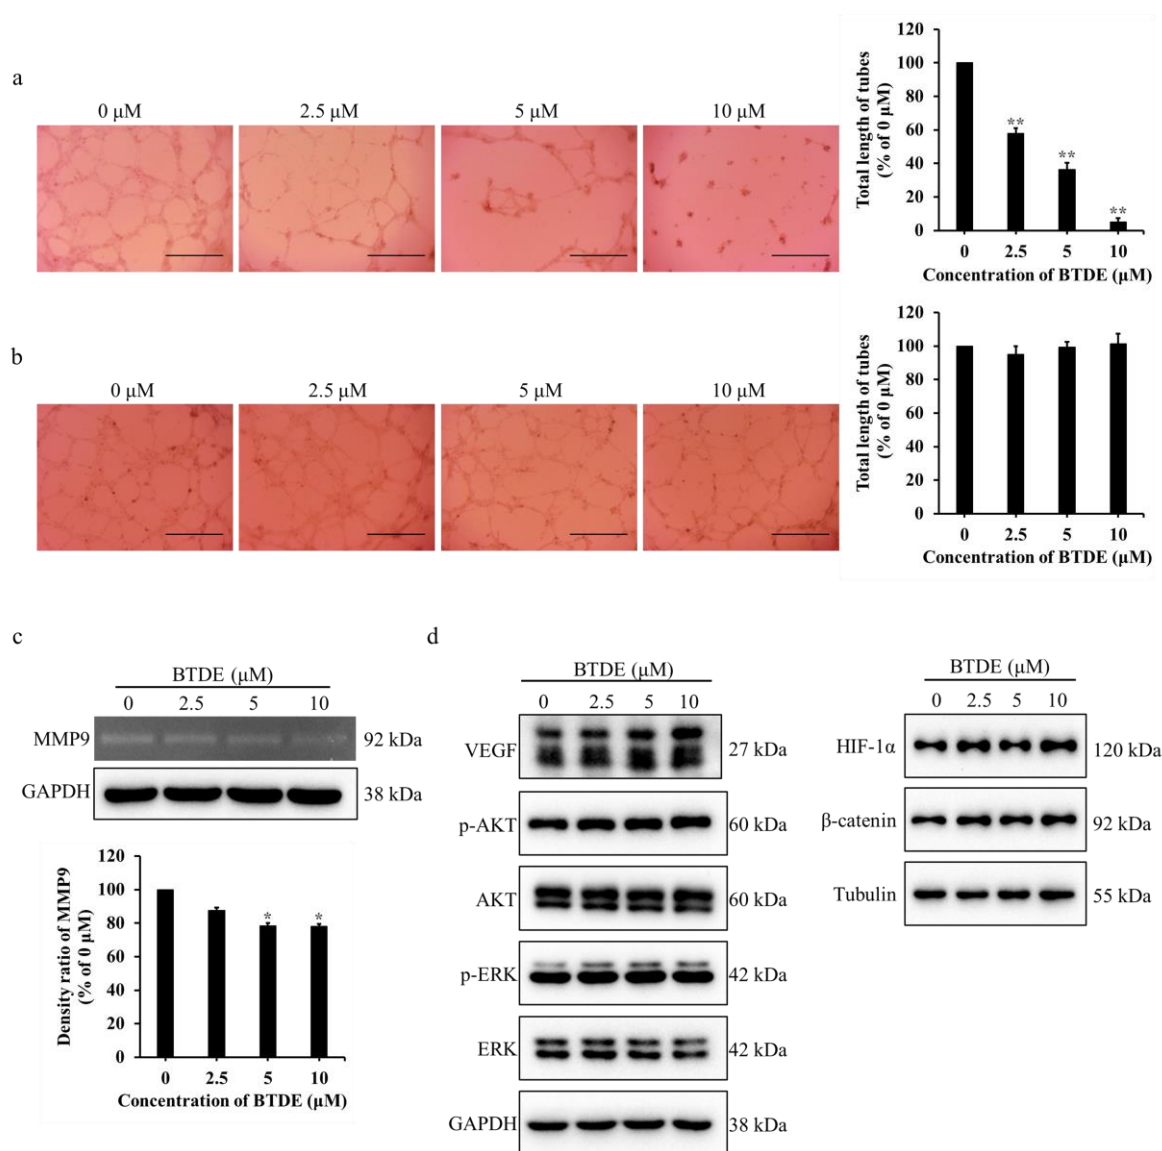 a
0 μM 2.5 μM 5 μM 10 μM
Total length of tubes
(% of 0 μM)
120
100
80
60
40
20
0
**
**
**
0 2.5 5 10
Concentration of BTDE (μM)
b
0 μM 2.5 μM 5 μM 10 μM
Total length of tubes
(% of 0 μM)
120
100
80
60
40
20
0
0 2.5 5 10
Concentration of BTDE (μM)
c
BTDE (μM)
0 2.5 5 10
MMP9 92 kDa
GAPDH 38 kDa
Density ratio of MMP9
(% of 0 μM)
120
100
80
60
40
20
0
* *
0 2.5 5 10
Concentration of BTDE (μM)
d
BTDE (μM)
0 2.5 5 10
VEGF 27 kDa
p-AKT 60 kDa
AKT 60 kDa
p-ERK 42 kDa
ERK 42 kDa
GAPDH 38 kDa
BTDE (μM)
0 2.5 5 10
HIF-1α 120 kDa
β-catenin 92 kDa
Tubulin 55 kDa